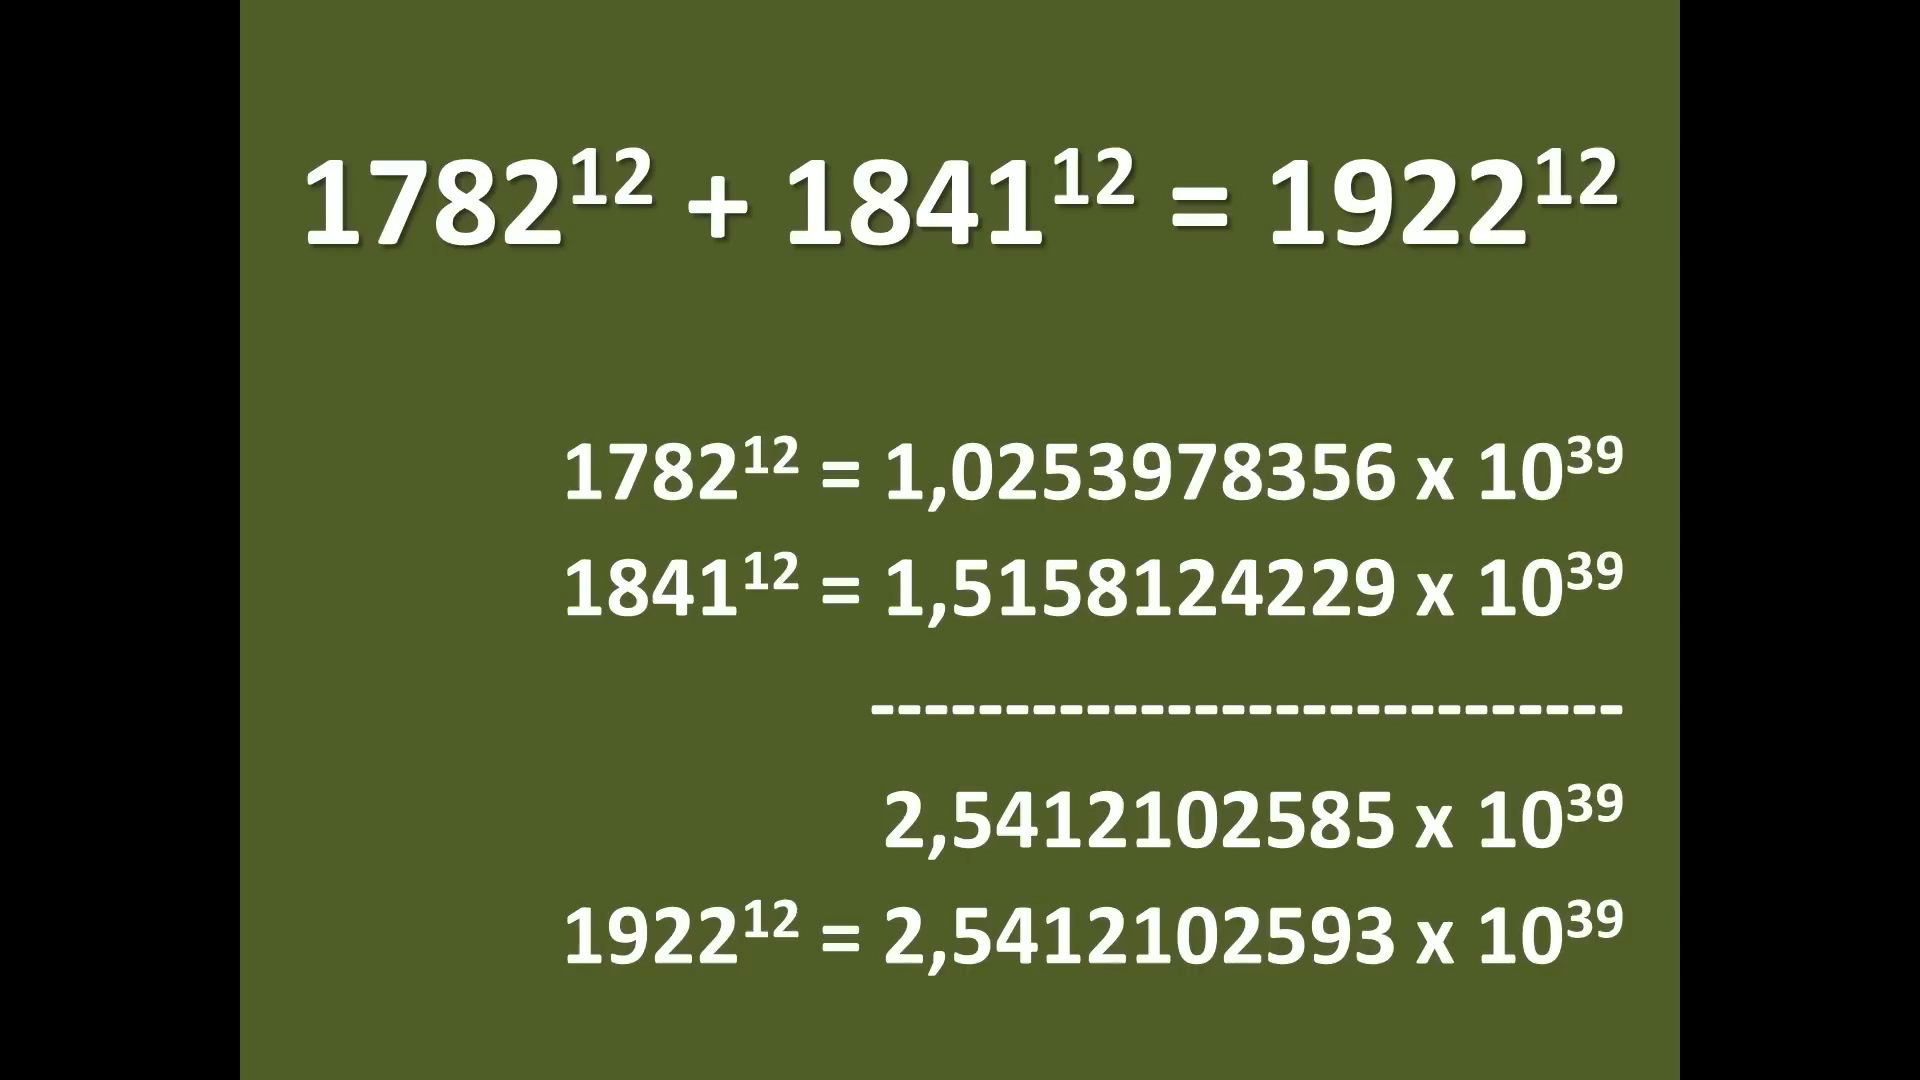 1782¹² + 1841¹² = 1922¹²
1782¹² = 1,0253978356 x 10³⁹
1841¹² = 1,5158124229 x 10³⁹
----------------------------
2,5412102585 x 10³⁹
1922¹² = 2,5412102593 x 10³⁹